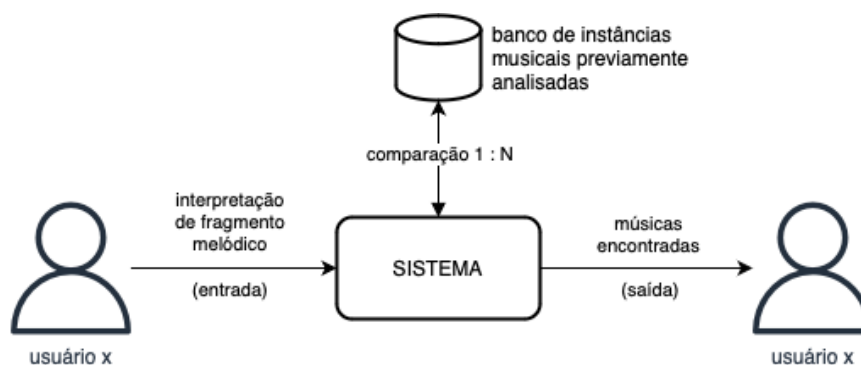 banco de instâncias
musicais previamente
analisadas
comparação 1 : N
interpretação
de fragmento
melódico
(entrada)
SISTEMA
músicas
encontradas
(saída)
usuário x
usuário x